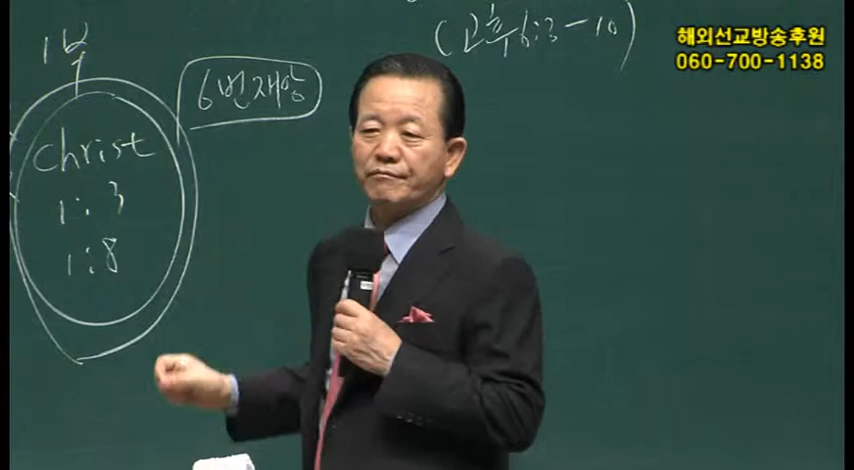 1부
6번재앙
(고후6:3-10)
Christ
1:3
1:8
해외선교방송후원
060-700-1138